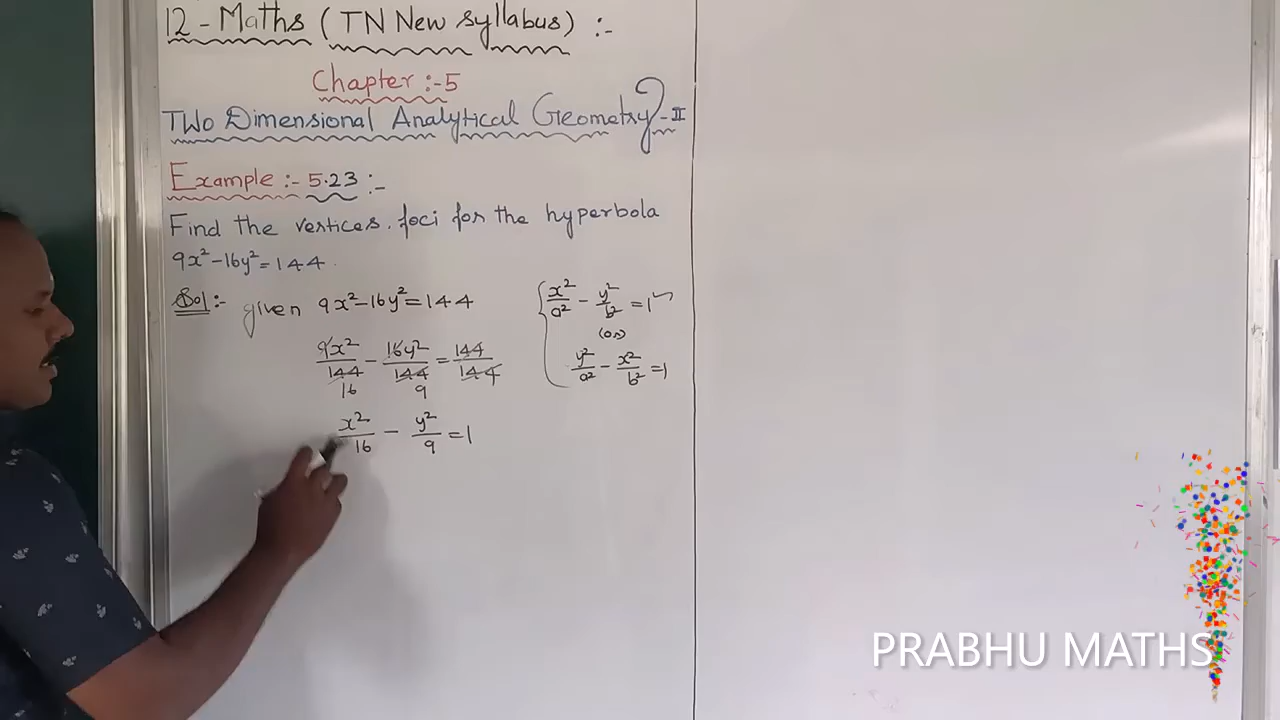 12 - Maths ( TN New syllabus) :-
Chapter :- 5
Two Dimensional Analytical Geometry - II
Example :- 5.23 :-
Find the vertices, foci for the hyperbola
9x² - 16y² = 144.
Sol :- given 9x² - 16y² = 144
9x²/144 - 16y²/144 = 144/144
16 9
x²/16 - y²/9 = 1
x²/a² - y²/b² = 1
(or)
y²/a² - x²/b² = 1
PRABHU MATHS